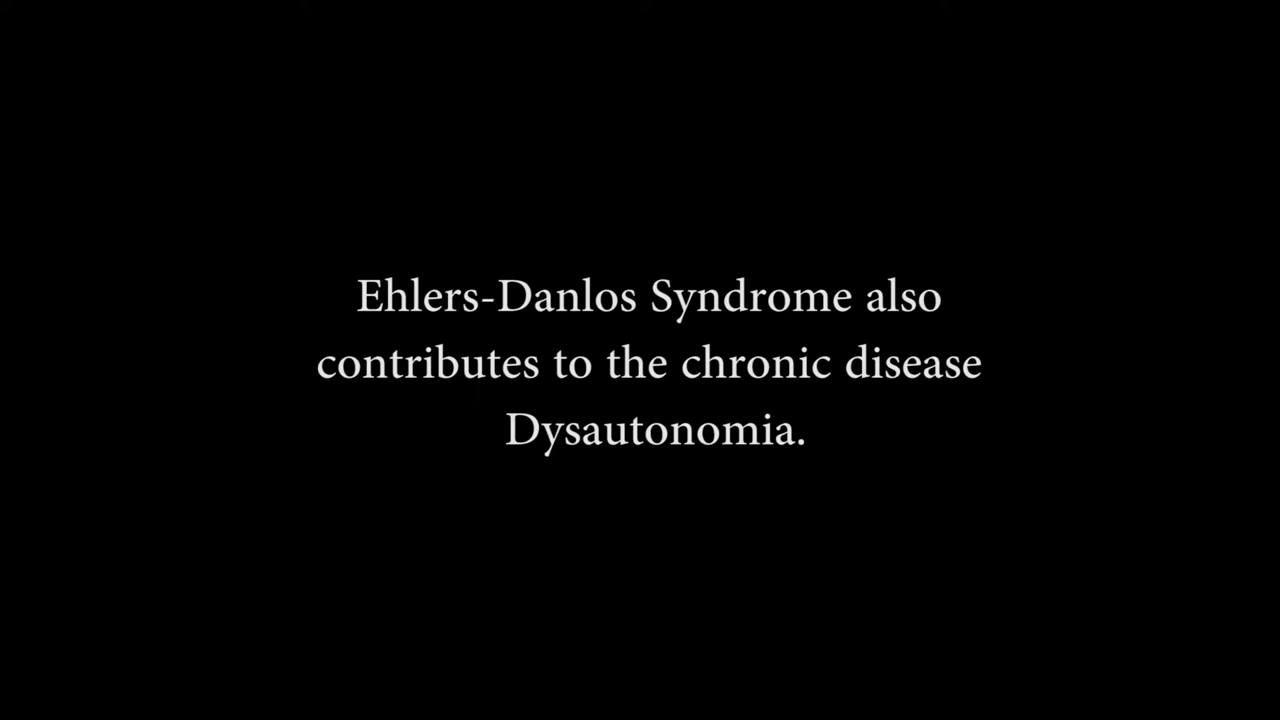 Ehlers-Danlos Syndrome also
contributes to the chronic disease
Dysautonomia.